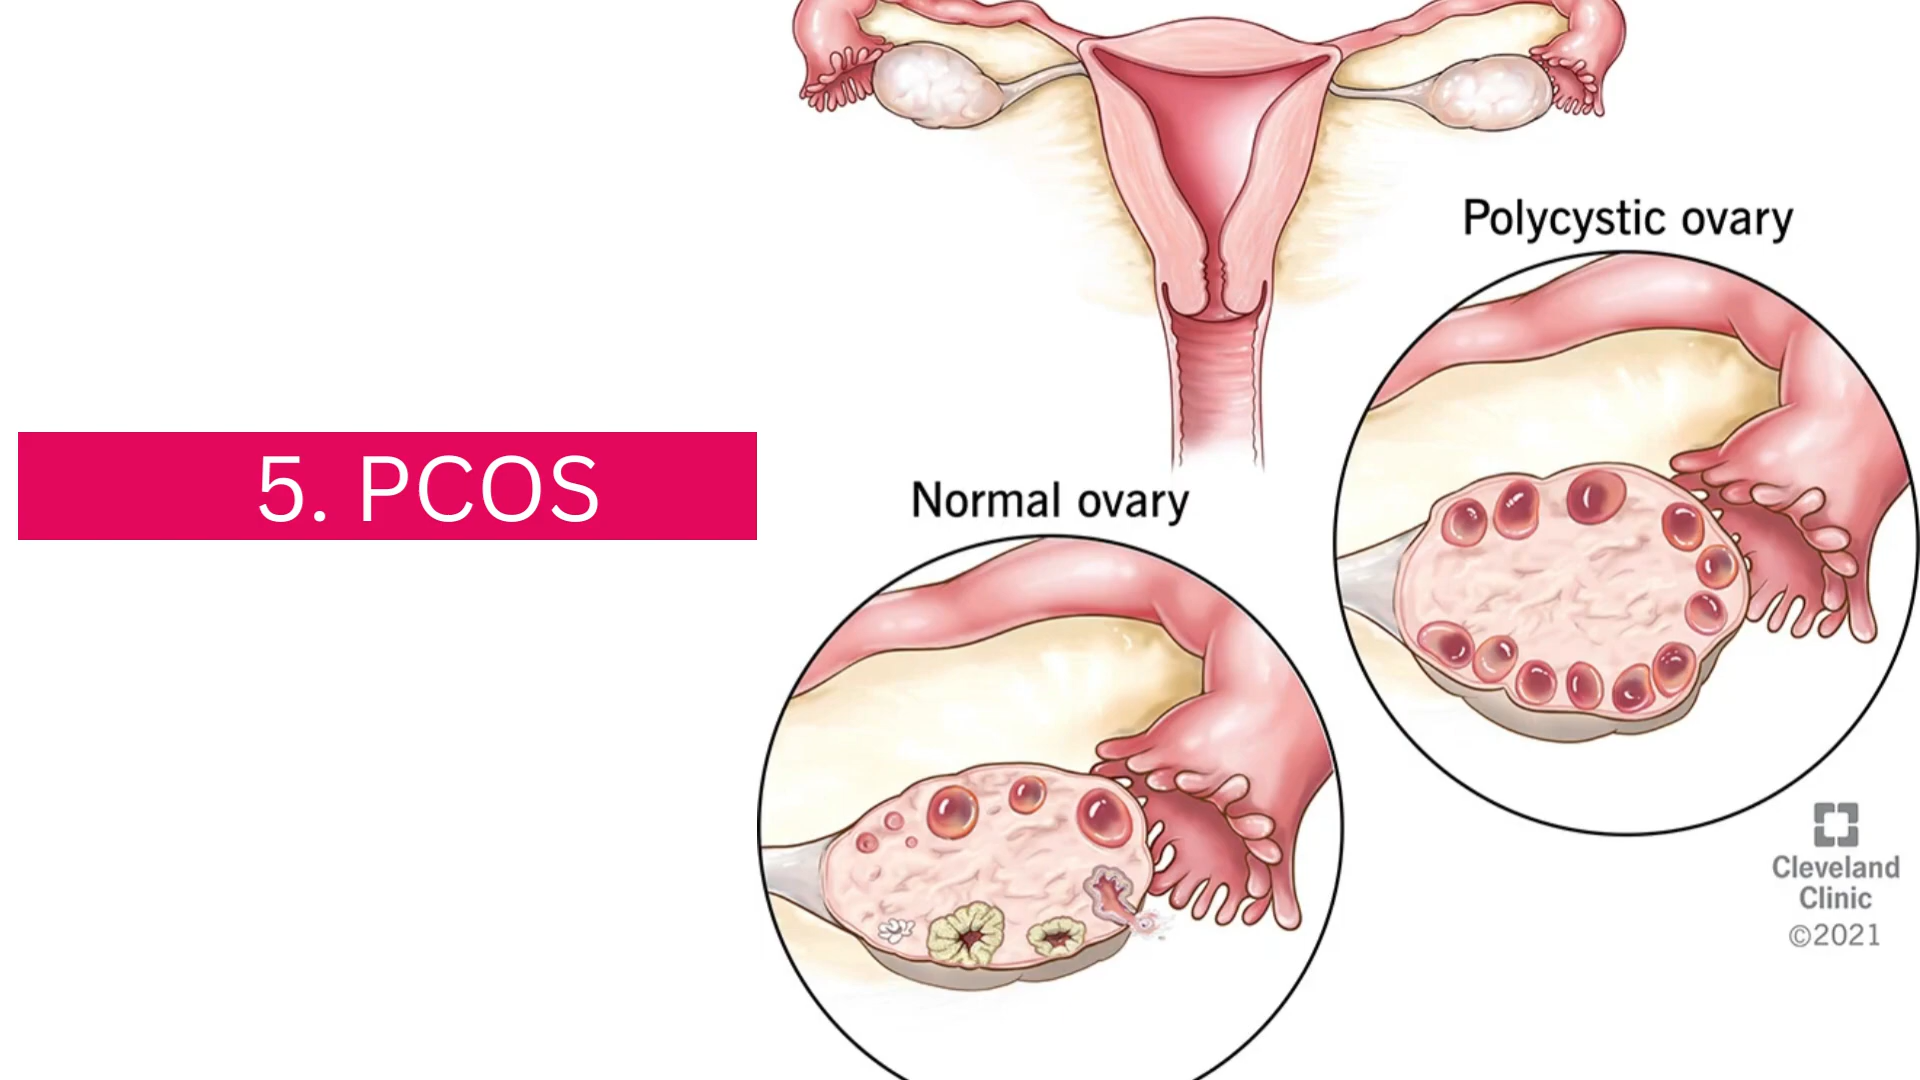 5. PCOS
Polycystic ovary
Normal ovary
Cleveland
Clinic
©2021